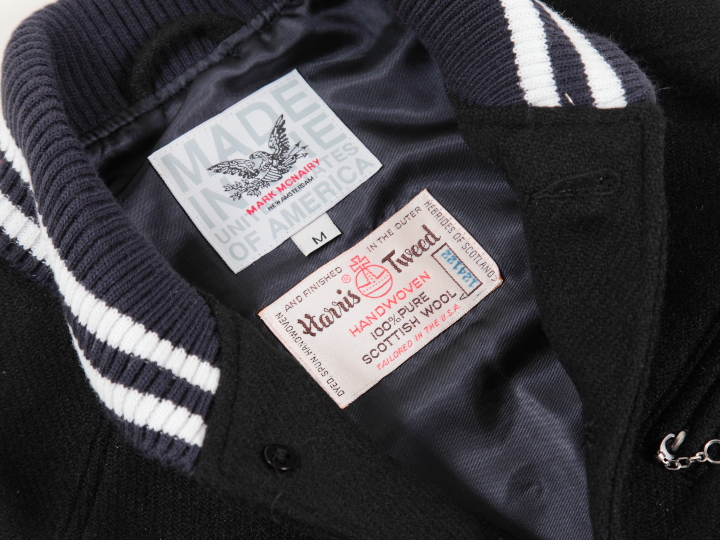 MADE
IN THE
UNITED STATES
OF AMERICA
MARK MCNAIRY
NEW AMSTERDAM
M
DYED, SPUN, HANDWOVEN AND FINISHED IN THE OUTER HEBRIDES OF SCOTLAND
Harris Tweed
®
HANDWOVEN
100% PURE
SCOTTISH WOOL
TAILORED IN THE U.S.A.